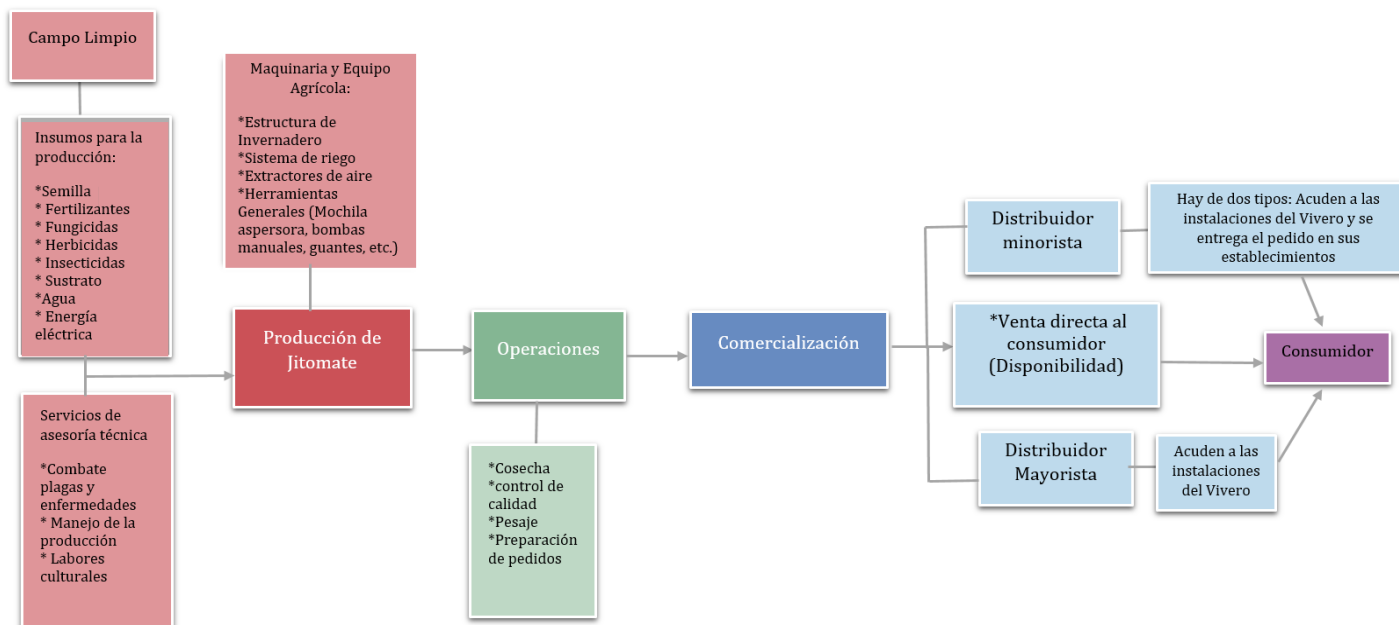 Campo Limpio
Insumos para la
producción:
*Semilla
* Fertilizantes
* Fungicidas
* Herbicidas
* Insecticidas
* Sustrato
*Agua
* Energía
eléctrica
Servicios de
asesoría técnica
*Combate
plagas y
enfermedades
* Manejo de la
producción
* Labores
culturales
Maquinaria y Equipo
Agrícola:
*Estructura de
Invernadero
*Sistema de riego
*Extractores de aire
*Herramientas
Generales (Mochila
aspersora, bombas
manuales, guantes, etc.)
Producción de
Jitomate
Operaciones
*Cosecha
*control de
calidad
*Pesaje
*Preparación
de pedidos
Comercialización
Distribuidor
minorista
Hay de dos tipos: Acuden a las
instalaciones del Vivero y se
entrega el pedido en sus
establecimientos
*Venta directa al
consumidor
(Disponibilidad)
Distribuidor
Mayorista
Acuden a las
instalaciones
del Vivero
Consumidor